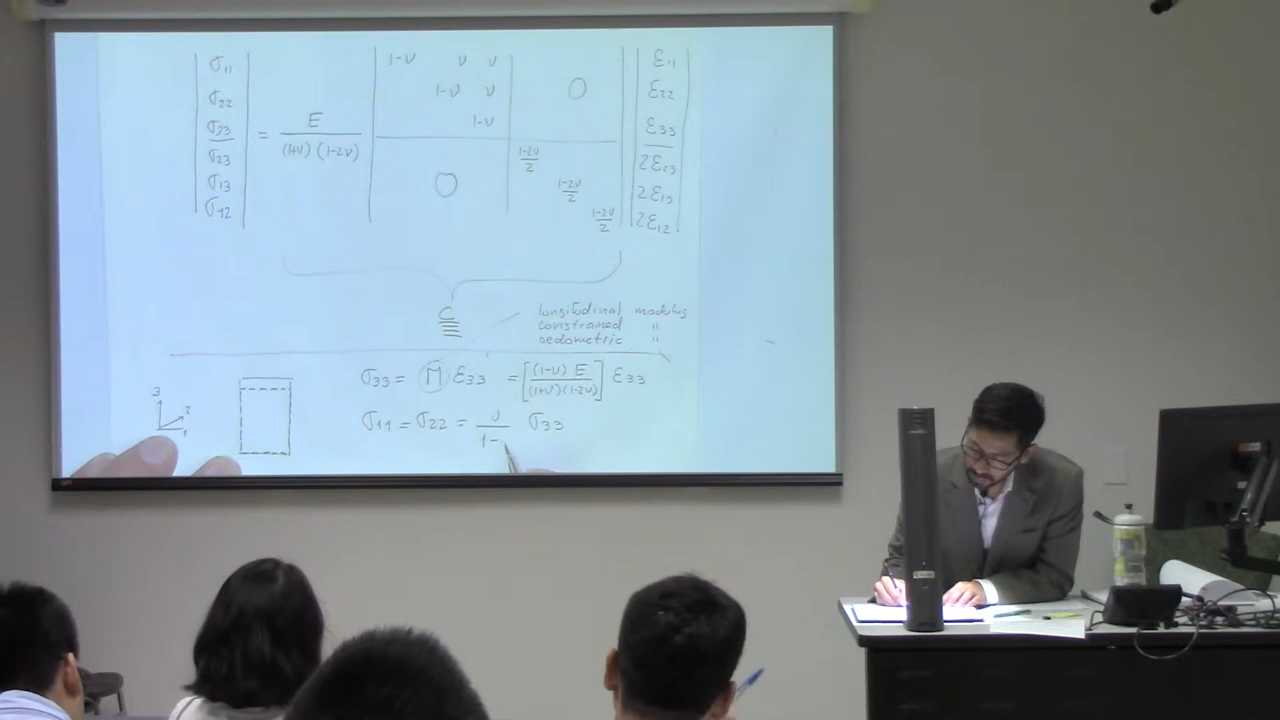 σ₁₁ 1-ν ν ν ε₁₁
σ₂₂ 1-ν ν 0 ε₂₂
σ₃₃ = E 1-ν ε₃₃
(1+ν) (1-2ν)
σ₂₃ 1-2ν/2 2ε₂₃
σ₁₃ 0 1-2ν/2 2ε₁₃
σ₁₂ 1-2ν/2 2ε₁₂
C
longitudinal modulus
constrained "
oedometric "
σ₃₃ = M ε₃₃ = [(1-ν) E/(1+ν)(1-2ν)] ε₃₃
σ₁₁ = σ₂₂ = ν/1- σ₃₃
3
2
1